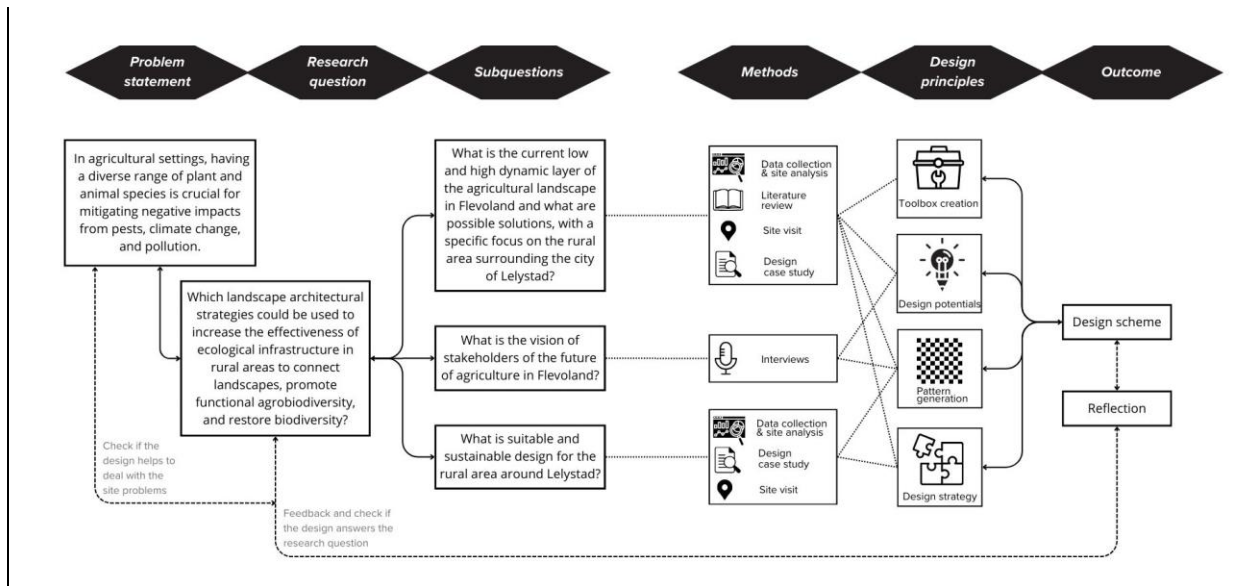 Problem
statement
Research
question
Subquestions
Methods
Design
principles
Outcome
In agricultural settings, having
a diverse range of plant and
animal species is crucial for
mitigating negative impacts
from pests, climate change,
and pollution.
Which landscape architectural
strategies could be used to
increase the effectiveness of
ecological infrastructure in
rural areas to connect
landscapes, promote
functional agrobiodiversity,
and restore biodiversity?
Check if the
design helps to
deal with the
site problems
Feedback and check if
the design answers the
research question
What is the current low
and high dynamic layer of
the agricultural landscape
in Flevoland and what are
possible solutions, with a
specific focus on the rural
area surrounding the city
of Lelystad?
What is the vision of
stakeholders of the future
of agriculture in Flevoland?
What is suitable and
sustainable design for the
rural area around Lelystad?
Data collection
& site analysis
Literature
review
Site visit
Design
case study
Interviews
Data collection
& site analysis
Design
case study
Site visit
Toolbox creation
Design potentials
Pattern
generation
Design strategy
Design scheme
Reflection